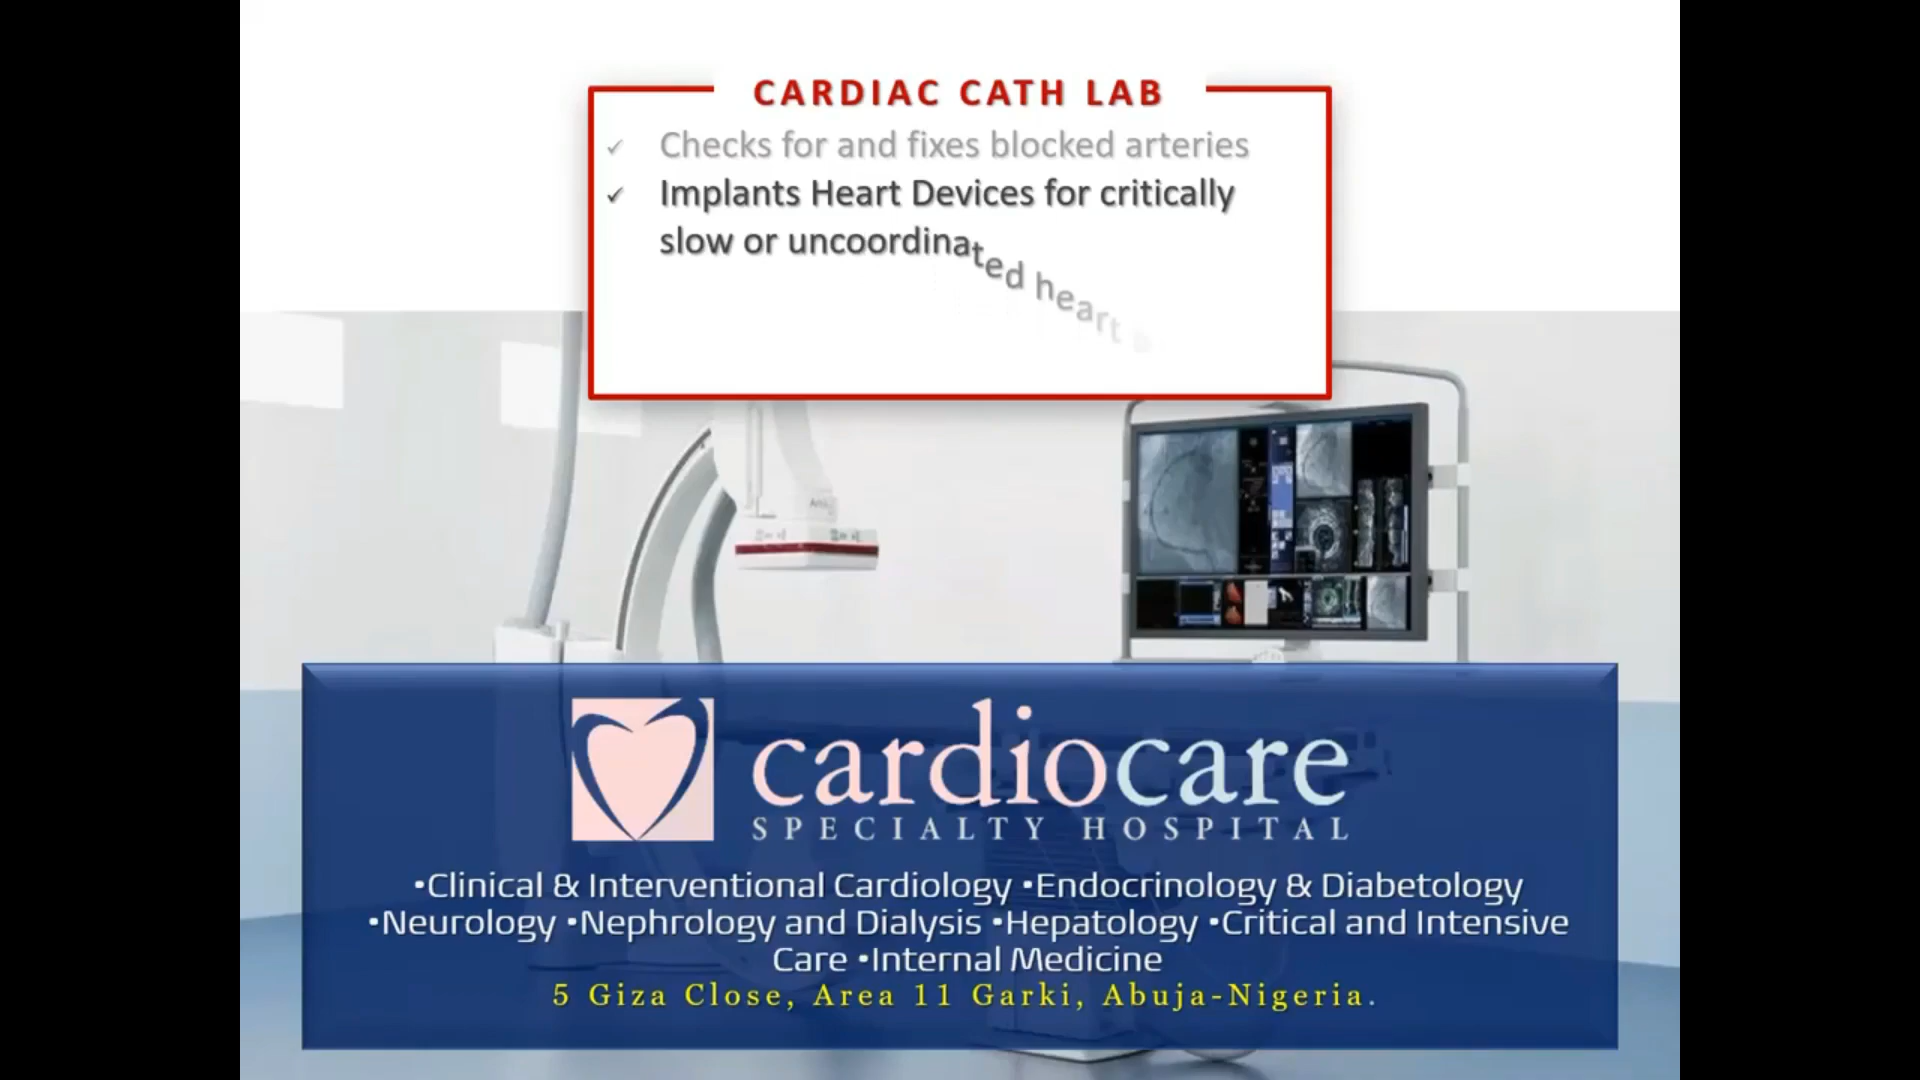 CARDIAC CATH LAB
✓ Checks for and fixes blocked arteries
✓ Implants Heart Devices for critically
slow or uncoordinated heart
cardiocare
SPECIALTY HOSPITAL
•Clinical & Interventional Cardiology •Endocrinology & Diabetology
•Neurology •Nephrology and Dialysis •Hepatology •Critical and Intensive
Care •Internal Medicine
5 Giza Close, Area 11 Garki, Abuja-Nigeria.